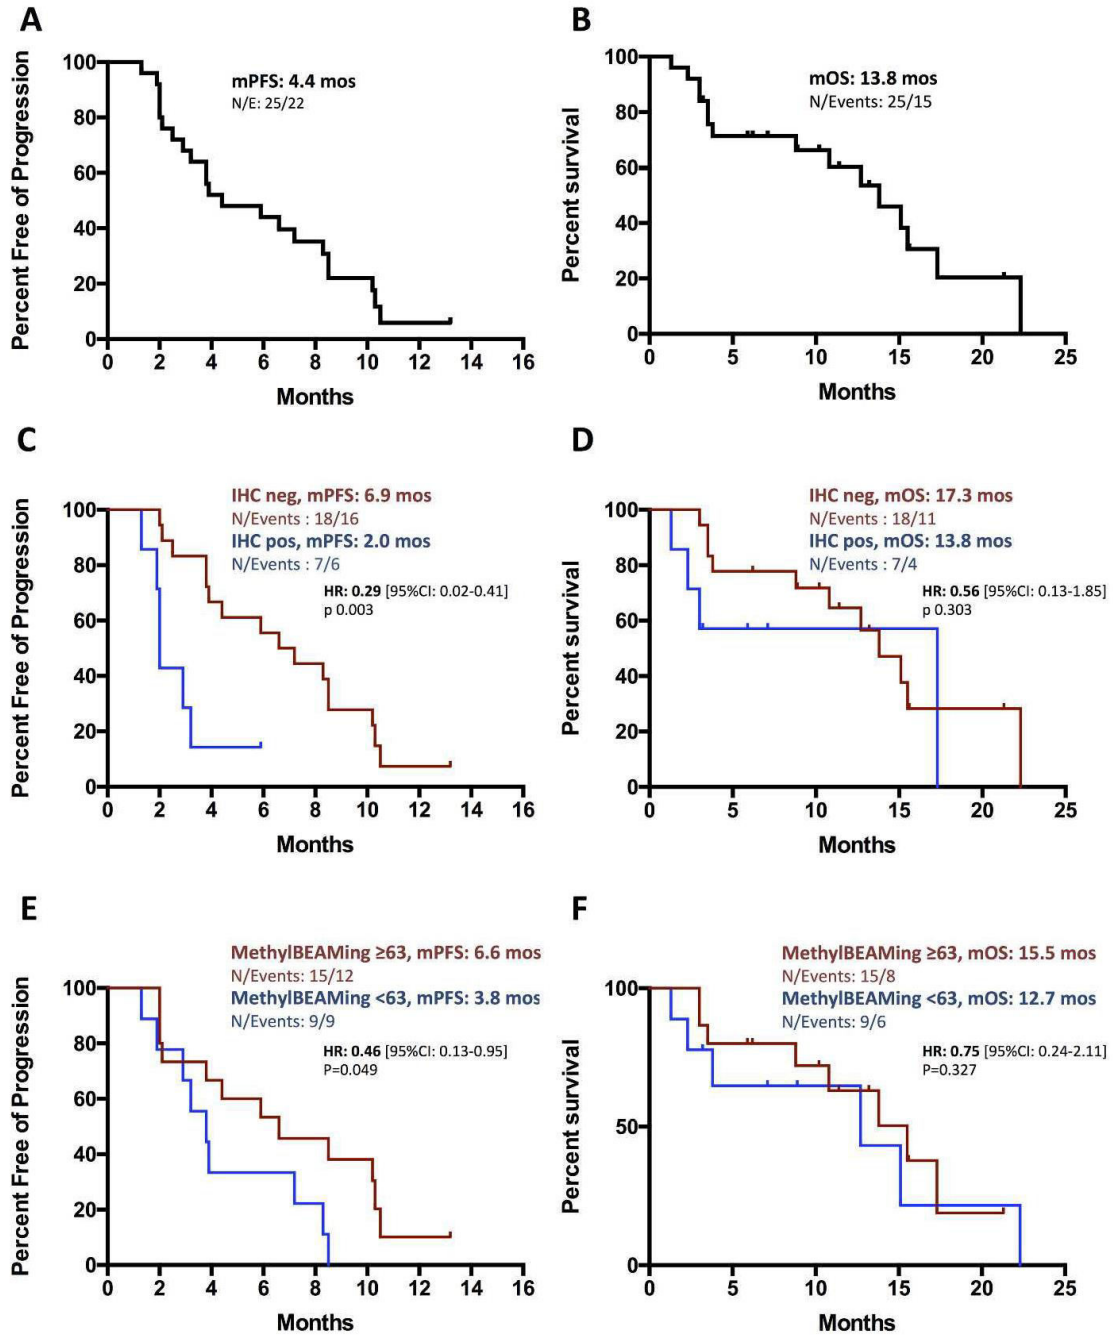 A
Percent Free of Progression
100
80
60
40
20
0
mPFS: 4.4 mos
N/E: 25/22
0 2 4 6 8 10 12 14 16
Months
B
Percent survival
100
80
60
40
20
0
mOS: 13.8 mos
N/Events: 25/15
0 5 10 15 20 25
Months
C
Percent Free of Progression
100
80
60
40
20
0
IHC neg, mPFS: 6.9 mos
N/Events : 18/16
IHC pos, mPFS: 2.0 mos
N/Events : 7/6
HR: 0.29 [95%CI: 0.02-0.41]
p 0.003
0 2 4 6 8 10 12 14 16
Months
D
Percent survival
100
80
60
40
20
0
IHC neg, mOS: 17.3 mos
N/Events : 18/11
IHC pos, mOS: 13.8 mos
N/Events : 7/4
HR: 0.56 [95%CI: 0.13-1.85]
p 0.303
0 5 10 15 20 25
Months
E
Percent Free of Progression
100
80
60
40
20
0
MethylBEAMing ≥63, mPFS: 6.6 mos
N/Events: 15/12
MethylBEAMing <63, mPFS: 3.8 mos
N/Events: 9/9
HR: 0.46 [95%CI: 0.13-0.95]
P=0.049
0 2 4 6 8 10 12 14 16
Months
F
Percent survival
100
50
0
MethylBEAMing ≥63, mOS: 15.5 mos
N/Events: 15/8
MethylBEAMing <63, mOS: 12.7 mos
N/Events: 9/6
HR: 0.75 [95%CI: 0.24-2.11]
P=0.327
0 5 10 15 20 25
Months